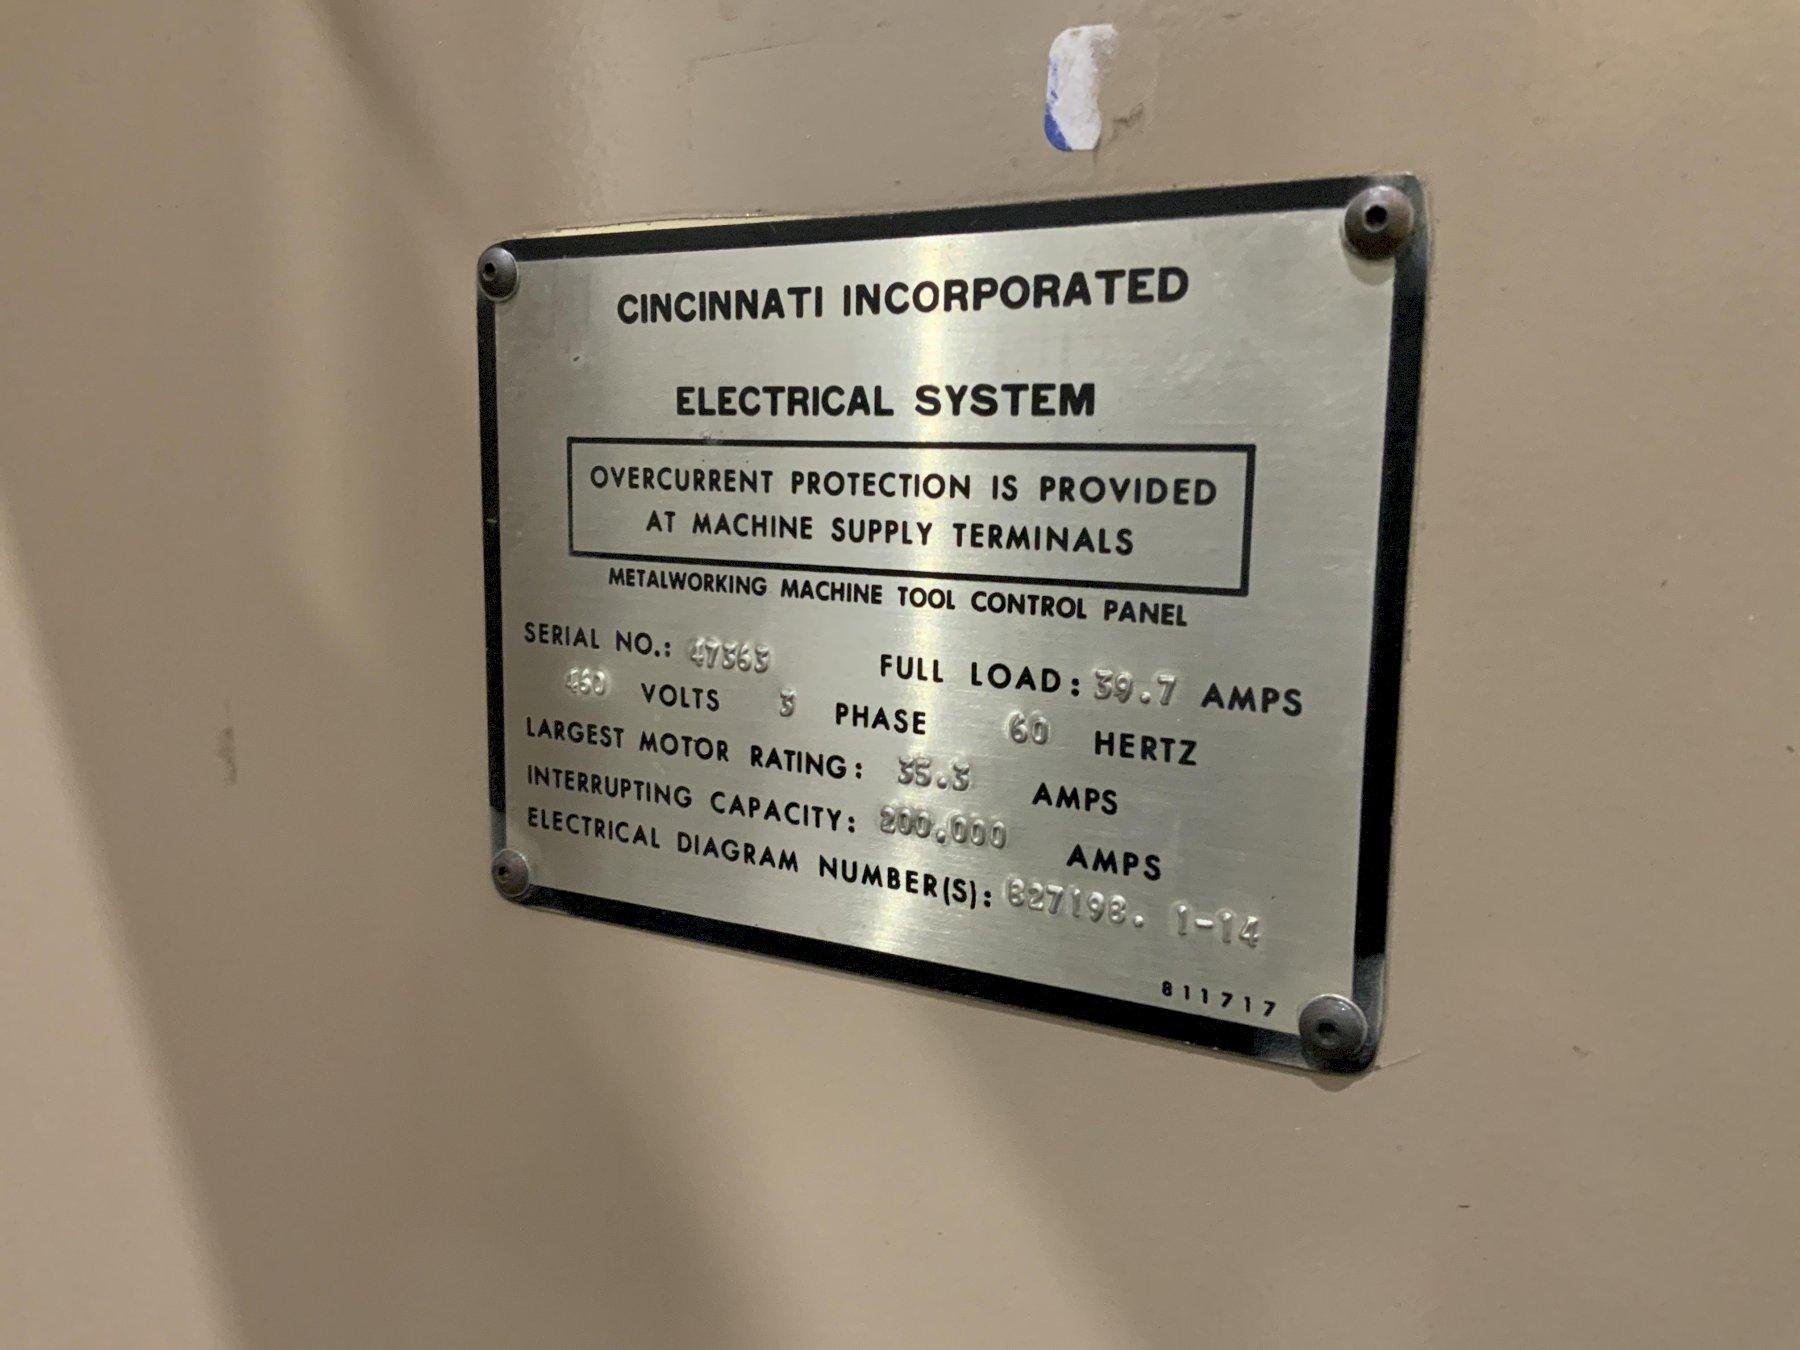 CINCINNATI INCORPORATED
ELECTRICAL SYSTEM
OVERCURRENT PROTECTION IS PROVIDED
AT MACHINE SUPPLY TERMINALS
METALWORKING MACHINE TOOL CONTROL PANEL
SERIAL NO.: 47363 FULL LOAD: 39.7 AMPS
460 VOLTS 3 PHASE 60 HERTZ
LARGEST MOTOR RATING: 35.3 AMPS
INTERRUPTING CAPACITY: 200,000 AMPS
ELECTRICAL DIAGRAM NUMBER(S): 1-14
811717